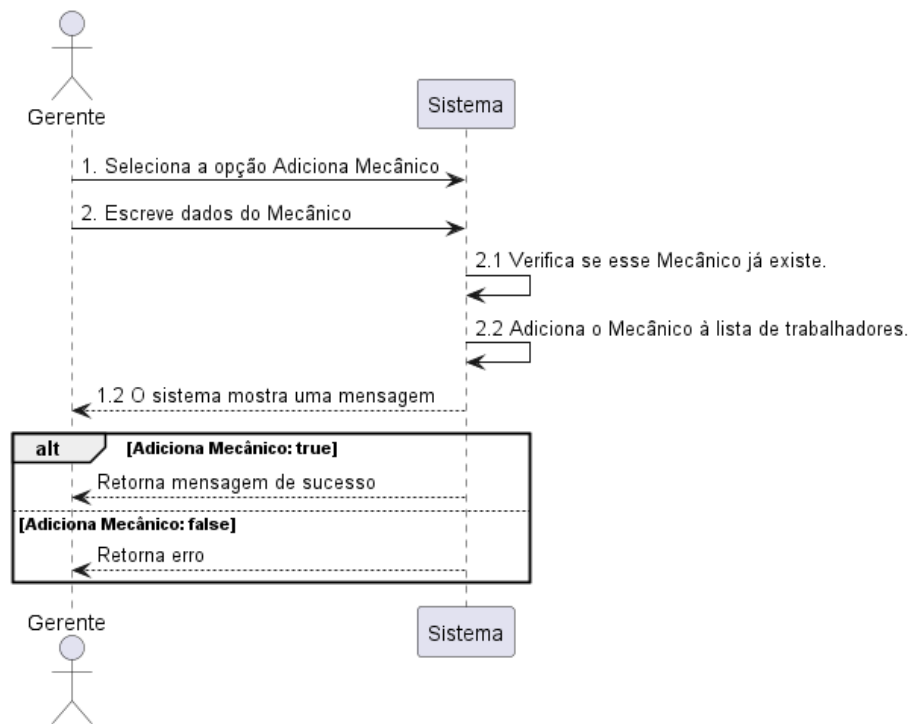 Gerente
Sistema
1. Seleciona a opção Adiciona Mecânico
2. Escreve dados do Mecânico
2.1 Verifica se esse Mecânico já existe.
2.2 Adiciona o Mecânico à lista de trabalhadores.
1.2 O sistema mostra uma mensagem
alt [Adiciona Mecânico: true]
Retorna mensagem de sucesso
[Adiciona Mecânico: false]
Retorna erro
Gerente
Sistema